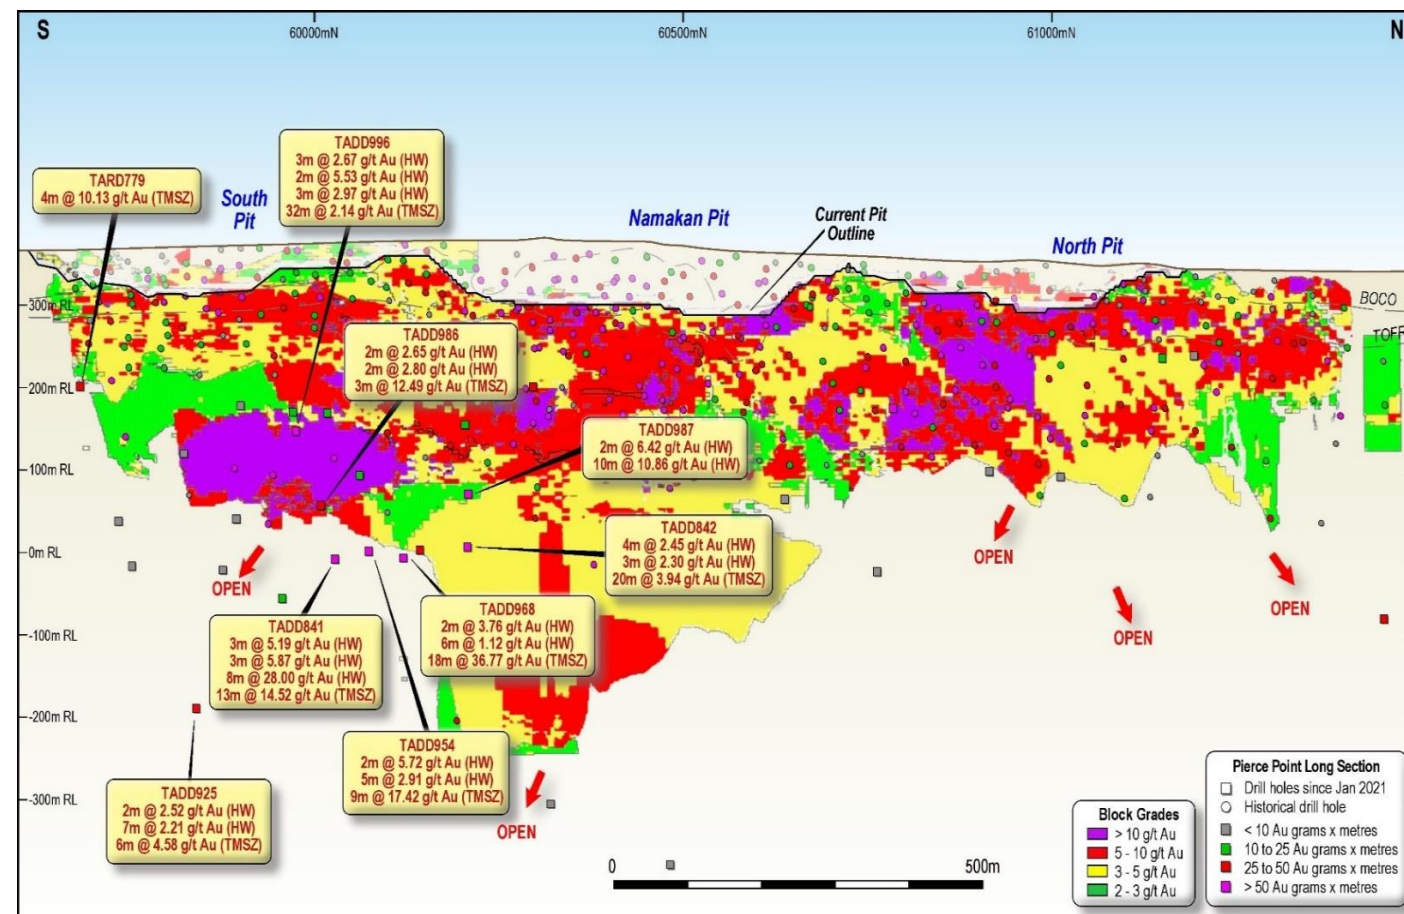 S
60000mN
60500mN
61000mN
N
TADD996
3m @ 2.67 g/t Au (HW)
2m @ 5.53 g/t Au (HW)
3m @ 2.97 g/t Au (HW)
32m @ 2.14 g/t Au (TMSZ)
TARD779
4m @ 10.13 g/t Au (TMSZ)
South
Pit
Namakan Pit
Current Pit
Outline
North Pit
300m RL
BOCO
TOFR
TADD986
2m @ 2.65 g/t Au (HW)
2m @ 2.80 g/t Au (HW)
3m @ 12.49 g/t Au (TMSZ)
200m RL
TADD987
2m @ 6.42 g/t Au (HW)
10m @ 10.86 g/t Au (HW)
100m RL
TADD842
4m @ 2.45 g/t Au (HW)
3m @ 2.30 g/t Au (HW)
20m @ 3.94 g/t Au (TMSZ)
0m RL
OPEN
OPEN
OPEN
OPEN
TADD968
2m @ 3.76 g/t Au (HW)
6m @ 1.12 g/t Au (HW)
18m @ 36.77 g/t Au (TMSZ)
TADD841
3m @ 5.19 g/t Au (HW)
3m @ 5.87 g/t Au (HW)
8m @ 28.00 g/t Au (HW)
13m @ 14.52 g/t Au (TMSZ)
-100m RL
-200m RL
TADD954
2m @ 5.72 g/t Au (HW)
5m @ 2.91 g/t Au (HW)
9m @ 17.42 g/t Au (TMSZ)
TADD925
2m @ 2.52 g/t Au (HW)
7m @ 2.21 g/t Au (HW)
6m @ 4.58 g/t Au (TMSZ)
-300m RL
OPEN
0
500m
Block Grades
> 10 g/t Au
5 - 10 g/t Au
3 - 5 g/t Au
2 - 3 g/t Au
Pierce Point Long Section
Drill holes since Jan 2021
Historical drill hole
< 10 Au grams x metres
10 to 25 Au grams x metres
25 to 50 Au grams x metres
> 50 Au grams x metres